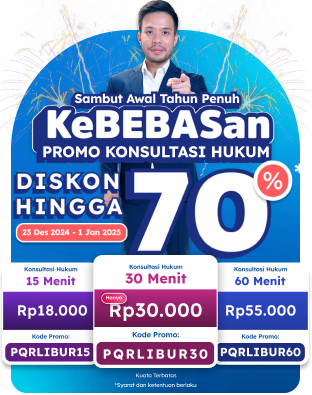 Sambut Awal Tahun Penuh
KeBEBASan
PROMO KONSULTASI HUKUM
DISKON HINGGA 70%*
23 Des 2024 - 1 Jan 2025
Konsultasi Hukum
15 Menit
Rp18.000
Kode Promo:
PQRLIBUR15
Konsultasi Hukum
30 Menit
Hanya
Rp30.000
Kode Promo:
PQRLIBUR30
Konsultasi Hukum
60 Menit
Rp55.000
Kode Promo:
PQRLIBUR60
Kuota Terbatas
*Syarat dan ketentuan berlaku